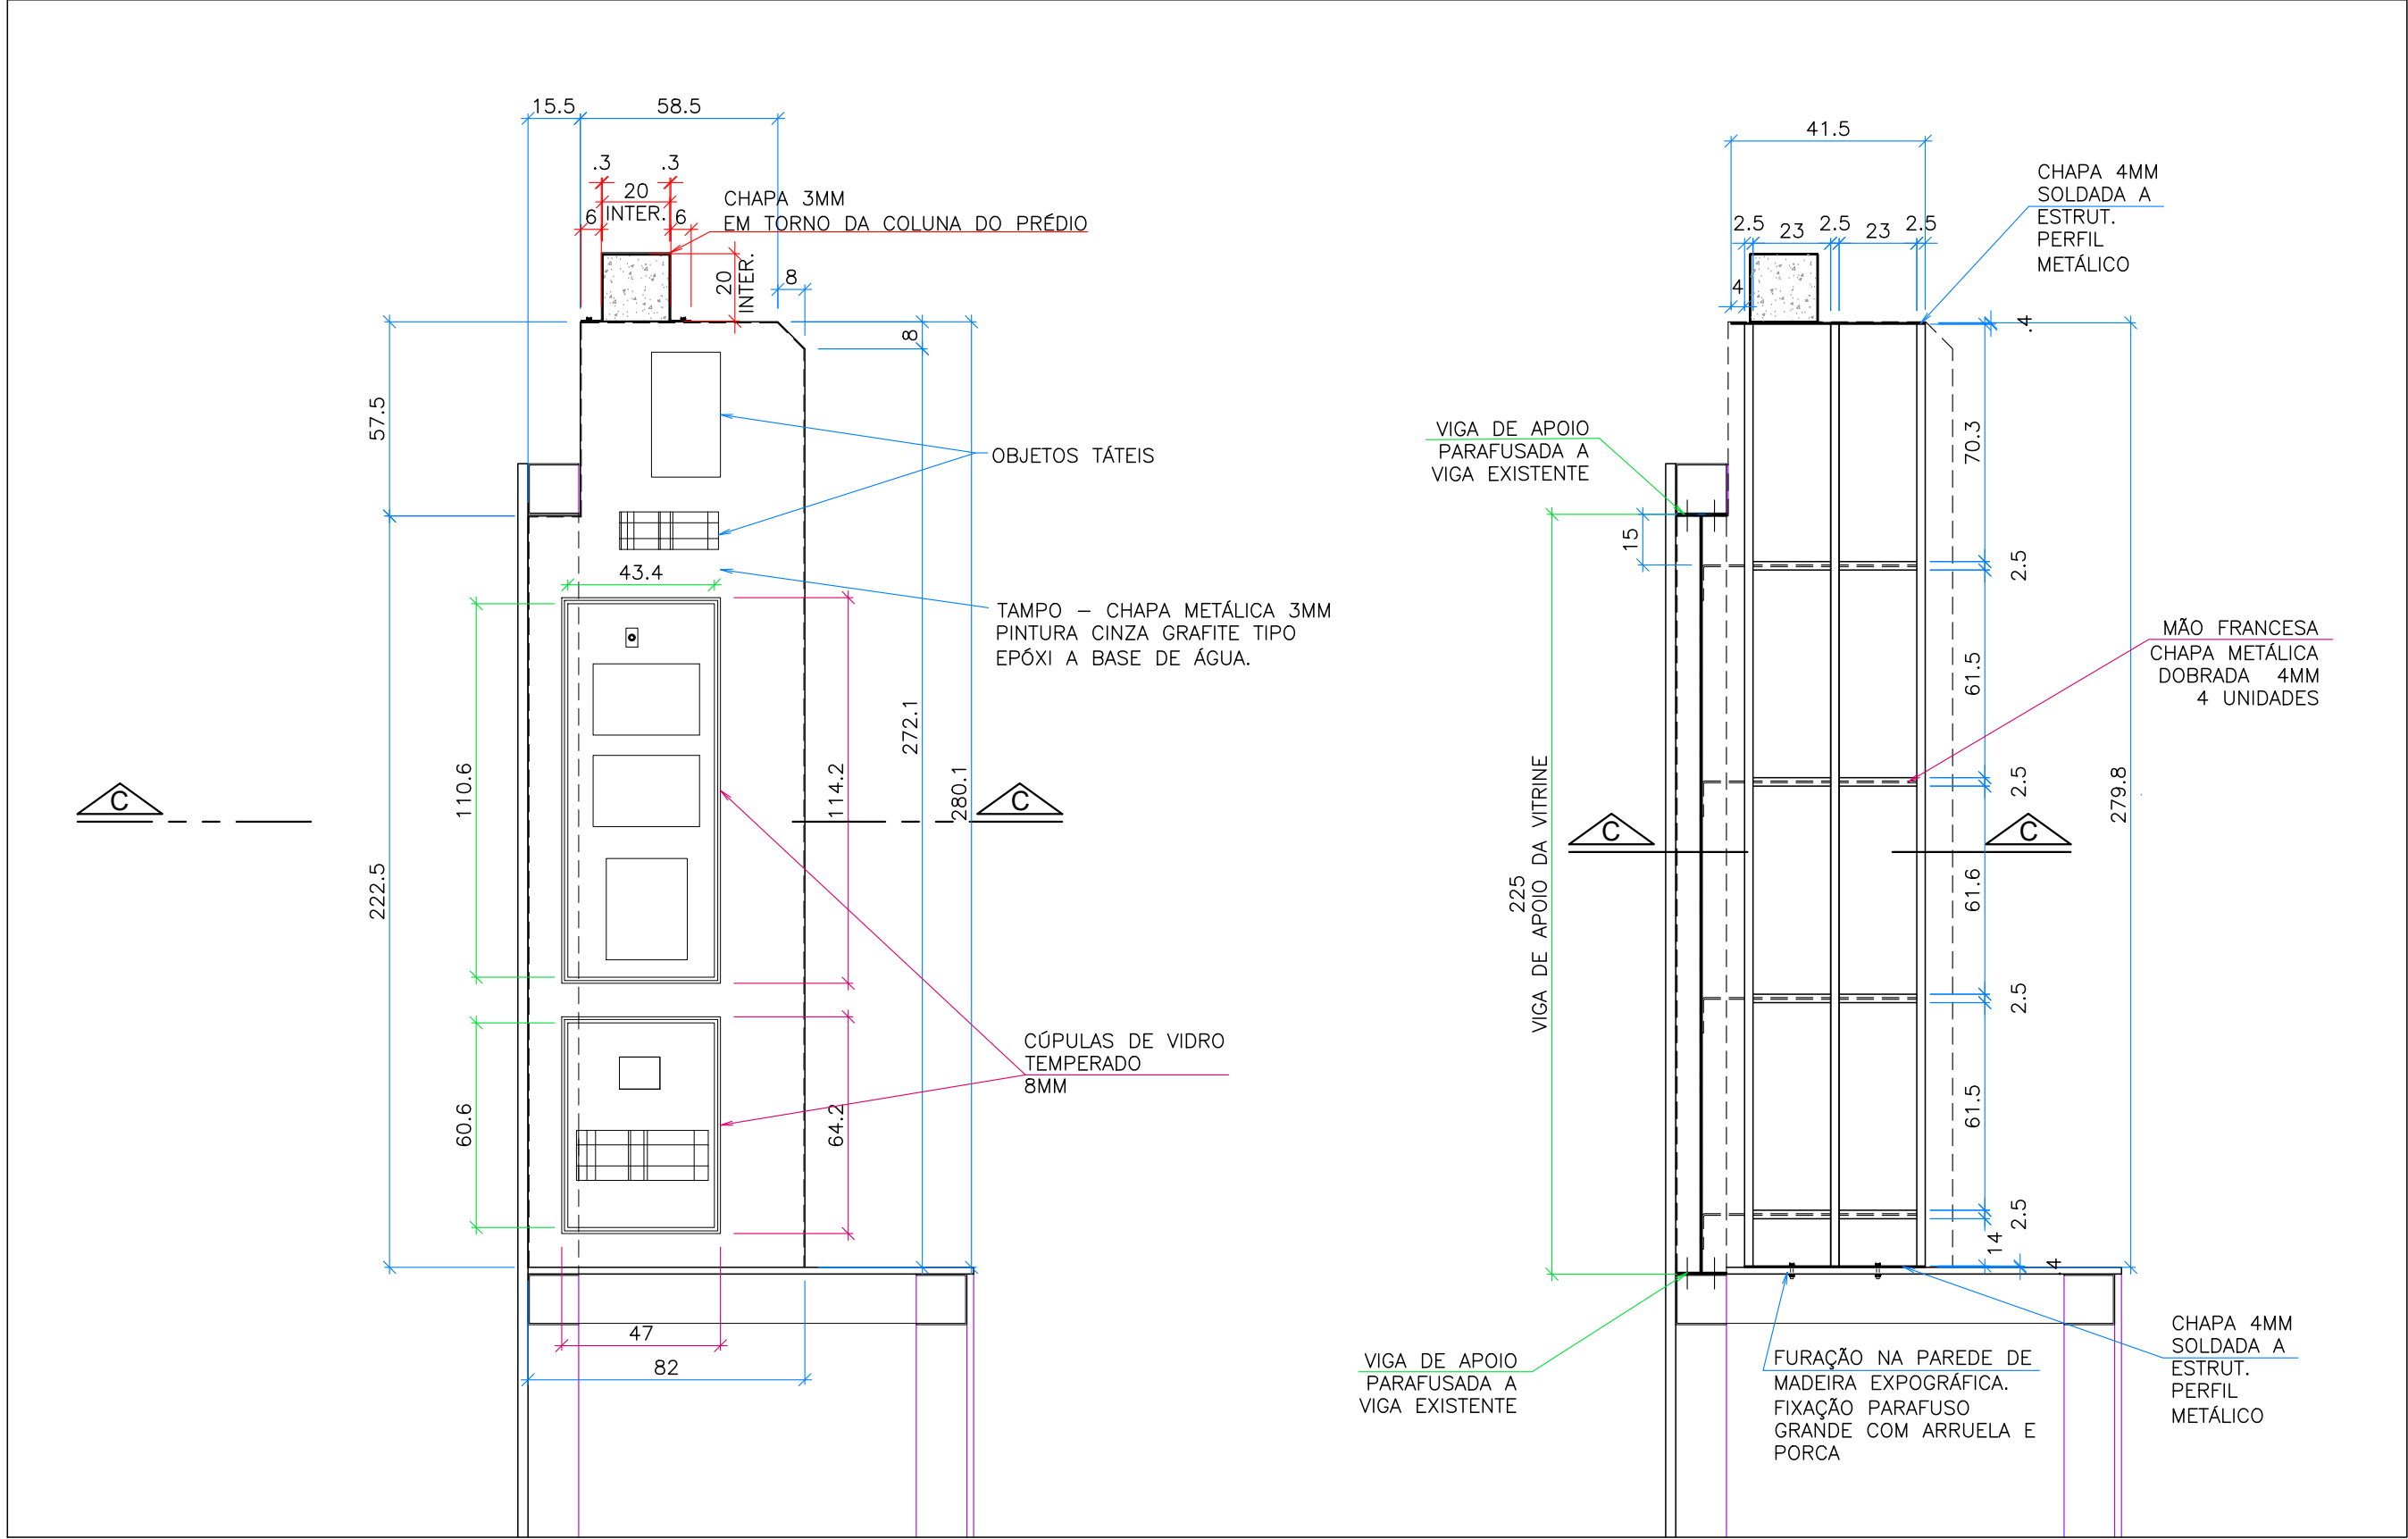 15.5
58.5
.3
.3
20
INTER.
6
6
CHAPA 3MM
EM TORNO DA COLUNA DO PRÉDIO
20
INTER.
8
8
57.5
OBJETOS TÁTEIS
43.4
TAMPO – CHAPA METÁLICA 3MM
PINTURA CINZA GRAFITE TIPO
EPÓXI A BASE DE ÁGUA.
272.1
280.1
110.6
114.2
C
C
222.5
CÚPULAS DE VIDRO
TEMPERADO
8MM
60.6
64.2
47
82
41.5
2.5
23
2.5
23
2.5
4
CHAPA 4MM
SOLDADA A
ESTRUT.
PERFIL
METÁLICO
.4
VIGA DE APOIO
PARAFUSADA A
VIGA EXISTENTE
70.3
15
2.5
MÃO FRANCESA
CHAPA METÁLICA
DOBRADA 4MM
4 UNIDADES
61.5
2.5
279.8
225
VIGA DE APOIO DA VITRINE
C
C
61.6
2.5
61.5
2.5
14
.4
VIGA DE APOIO
PARAFUSADA A
VIGA EXISTENTE
FURAÇÃO NA PAREDE DE
MADEIRA EXPOGRÁFICA.
FIXAÇÃO PARAFUSO
GRANDE COM ARRUELA E
PORCA
CHAPA 4MM
SOLDADA A
ESTRUT.
PERFIL
METÁLICO